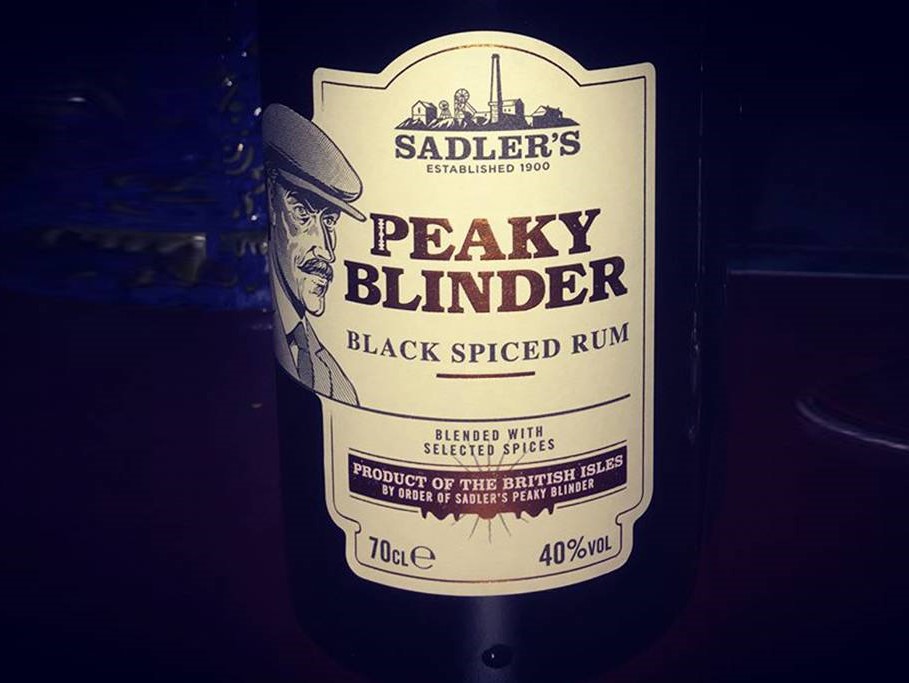 SADLER'S
ESTABLISHED 1900
PEAKY
BLINDER
BLACK SPICED RUM
BLENDED WITH
SELECTED SPICES
PRODUCT OF THE BRITISH ISLES
BY ORDER OF SADLER'S PEAKY BLINDER
70CL℮
40%VOL